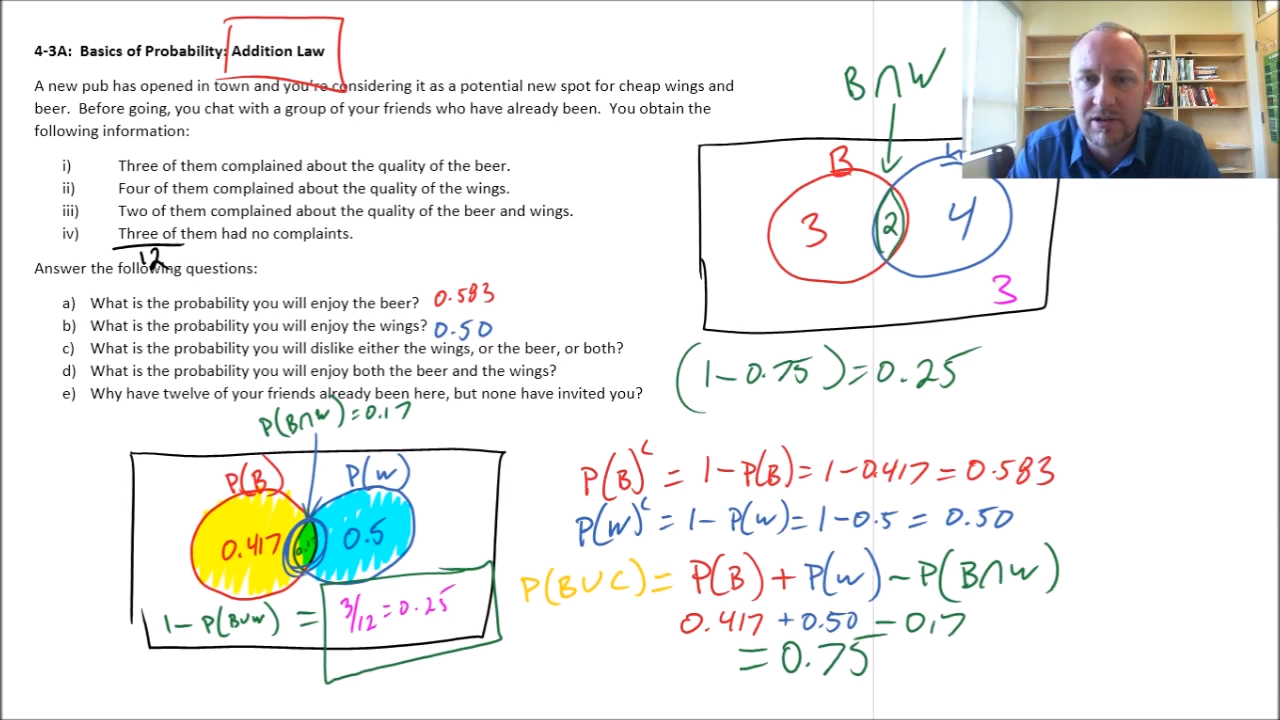 4-3A: Basics of Probability: Addition Law
A new pub has opened in town and you're considering it as a potential new spot for cheap wings and
beer. Before going, you chat with a group of your friends who have already been. You obtain the
following information:
i) Three of them complained about the quality of the beer.
ii) Four of them complained about the quality of the wings.
iii) Two of them complained about the quality of the beer and wings.
iv) Three of them had no complaints.
12
Answer the following questions:
a) What is the probability you will enjoy the beer? 0.583
b) What is the probability you will enjoy the wings? 0.50
c) What is the probability you will dislike either the wings, or the beer, or both?
d) What is the probability you will enjoy both the beer and the wings?
e) Why have twelve of your friends already been here, but none have invited you?
B∩W
B
3 2 4
3
(1-0.75)=0.25
P(B∩W)=0.17
P(B) P(W)
0.417 0.5
1-P(B∪W) = 3/12=0.25
P(B)ᶜ = 1-P(B)=1-0.417=0.583
P(W)ᶜ = 1-P(W)=1-0.5=0.50
P(B∪C)= P(B)+P(W)-P(B∩W)
0.417 +0.50 -0.17
=0.75